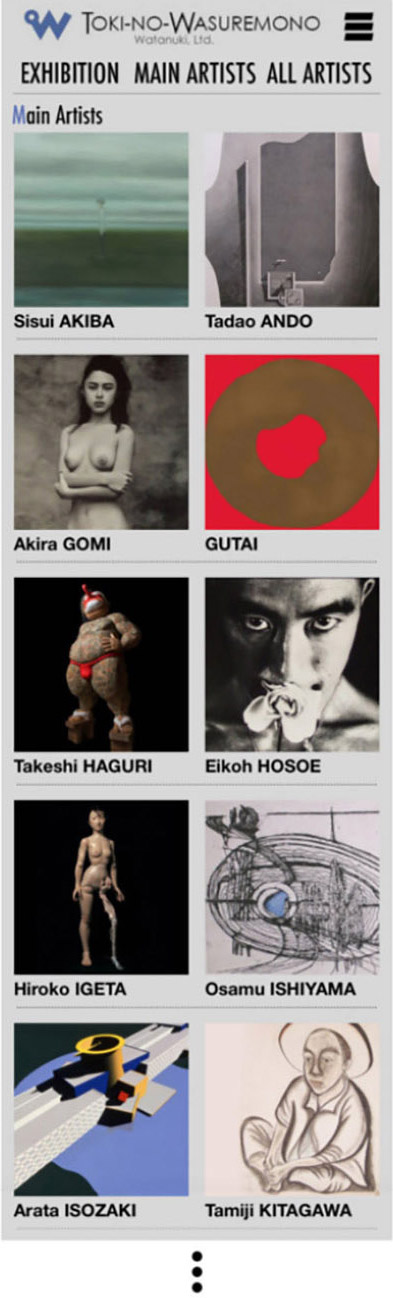 TOKI-NO-WASUREMONO
Watanuki, Ltd.
EXHIBITION MAIN ARTISTS ALL ARTISTS
Main Artists
Sisui AKIBA
Tadao ANDO
Akira GOMI
GUTAI
Takeshi HAGURI
Eikoh HOSOE
Hiroko IGETA
Osamu ISHIYAMA
Arata ISOZAKI
Tamiji KITAGAWA